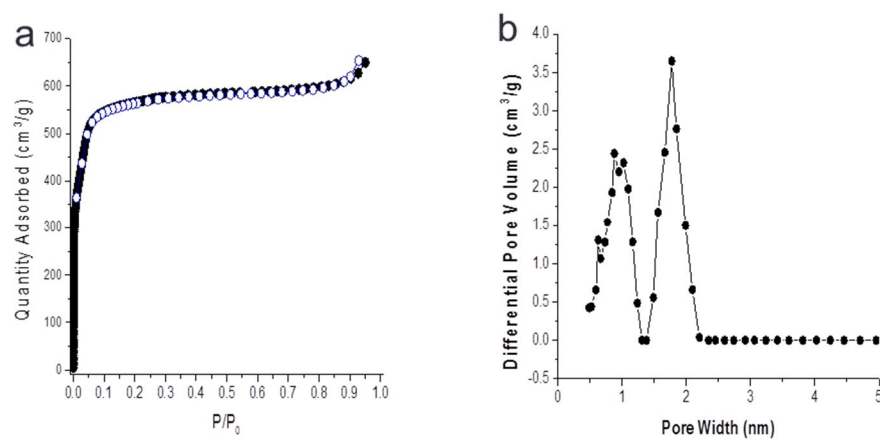 a
700
600
500
400
300
200
100
0
Quantity Adsorbed (cm³/g)
0.0 0.1 0.2 0.3 0.4 0.5 0.6 0.7 0.8 0.9 1.0
P/P₀
b
4.0
3.5
3.0
2.5
2.0
1.5
1.0
0.5
0.0
-0.5
Differential Pore Volume (cm³/g)
0 1 2 3 4 5
Pore Width (nm)